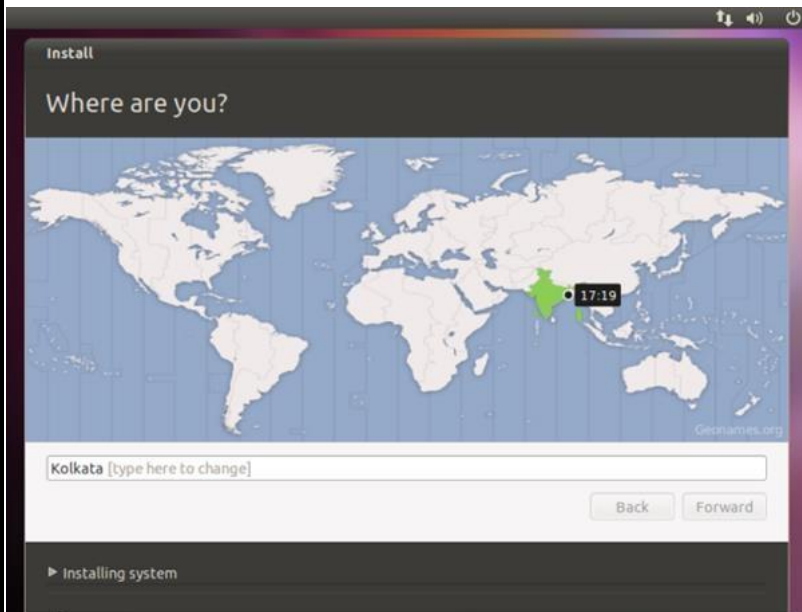 Install
Where are you?
17:19
Geonames.org
Kolkata [type here to change]
Back
Forward
Installing system